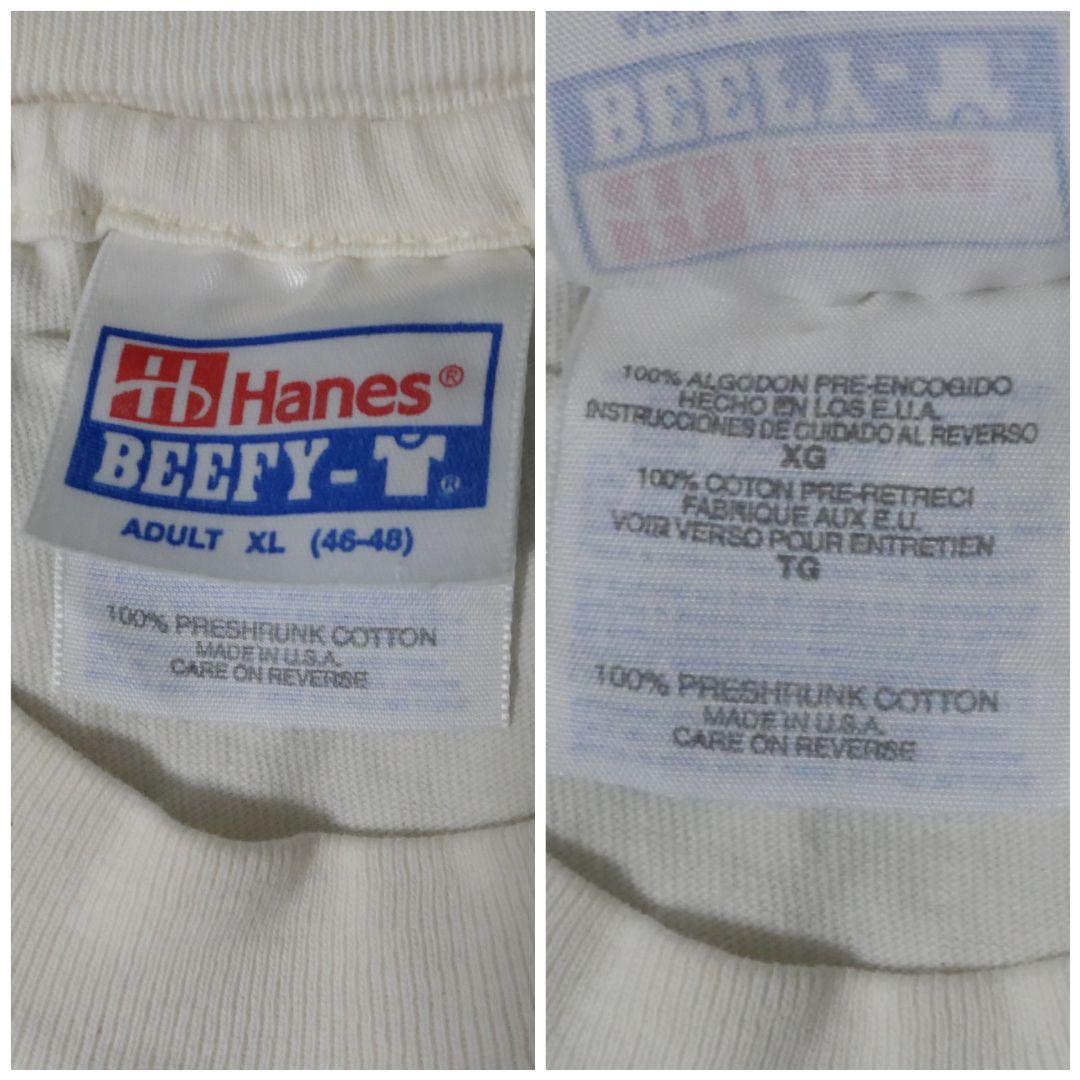 Hanes®
BEEFY-T®
ADULT XL (46-48)
100% PRESHRUNK COTTON
MADE IN U.S.A.
CARE ON REVERSE
BEEFY-T
Hanes
100% ALGODON PRE-ENCOGIDO
HECHO EN LOS E.U.A.
INSTRUCCIONES DE CUIDADO AL REVERSO
XG
100% COTON PRE-RETRECI
FABRIQUE AUX E.U.
VOIR VERSO POUR ENTRETIEN
TG
100% PRESHRUNK COTTON
MADE IN U.S.A.
CARE ON REVERSE